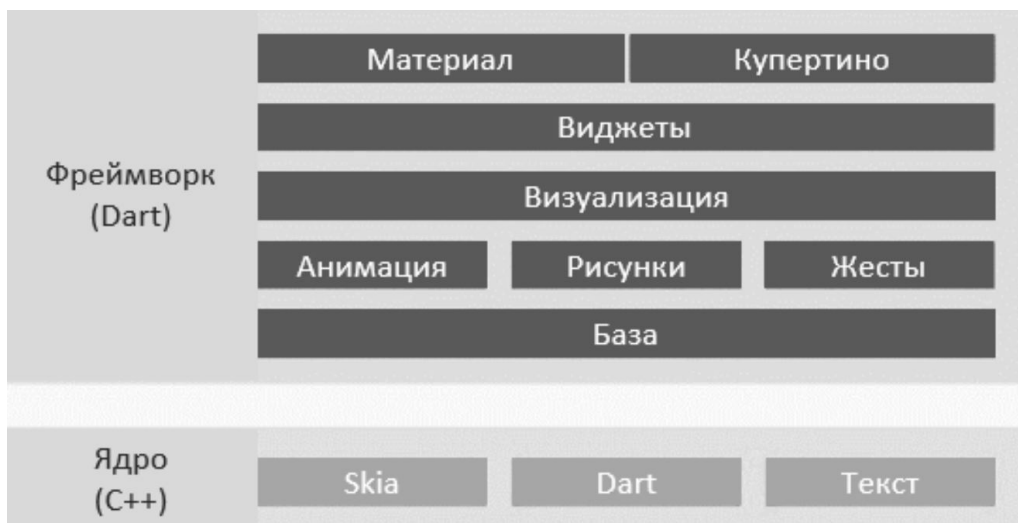 Материал Купертино
Виджеты
Фреймворк
(Dart)
Визуализация
Анимация Рисунки Жесты
База
Ядро
(C++)
Skia Dart Текст